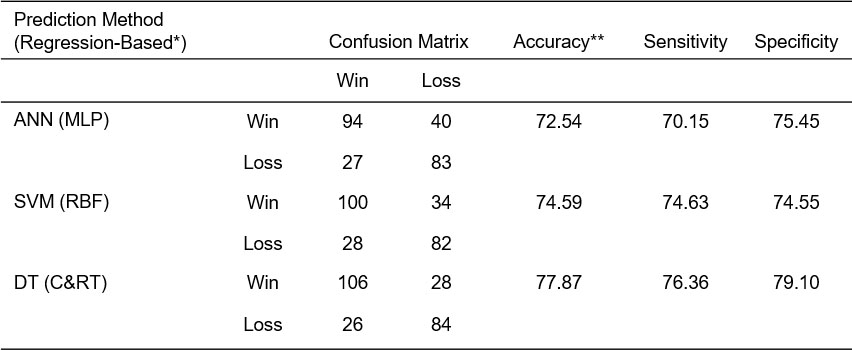 Prediction Method
(Regression-Based*) Confusion Matrix Accuracy** Sensitivity Specificity
Win Loss
ANN (MLP) Win 94 40 72.54 70.15 75.45
Loss 27 83
SVM (RBF) Win 100 34 74.59 74.63 74.55
Loss 28 82
DT (C&RT) Win 106 28 77.87 76.36 79.10
Loss 26 84